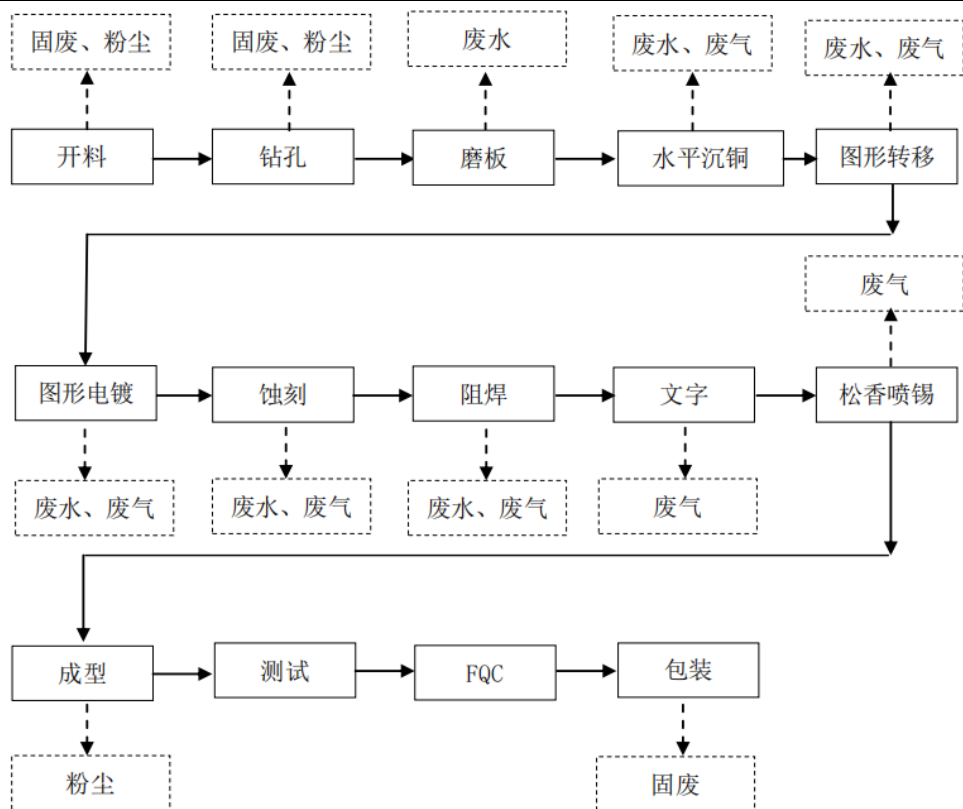 固废、粉尘
固废、粉尘
废水
废水、废气
废水、废气
开料
钻孔
磨板
水平沉铜
图形转移
废气
图形电镀
蚀刻
阻焊
文字
松香喷锡
废水、废气
废水、废气
废水、废气
废气
成型
测试
FQC
包装
粉尘
固废